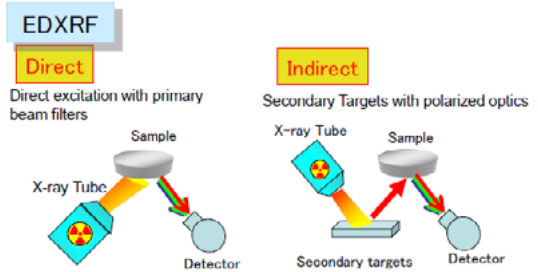 EDXRF
Direct
Direct excitation with primary
beam filters
Sample
X-ray Tube
Detector
Indirect
Secondary Targets with polarized optics
X-ray Tube
Sample
Secondary targets
Detector